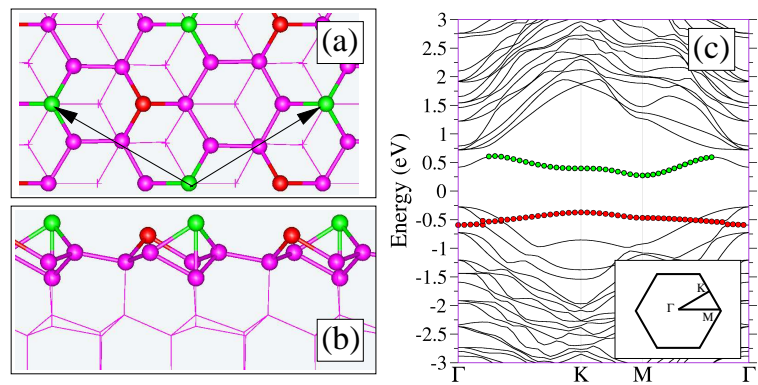 (a)
(b)
(c)
Energy (eV)
3
2.5
2
1.5
1
0.5
0
-0.5
-1
-1.5
-2
-2.5
-3
Γ K M Γ
K
Γ
M